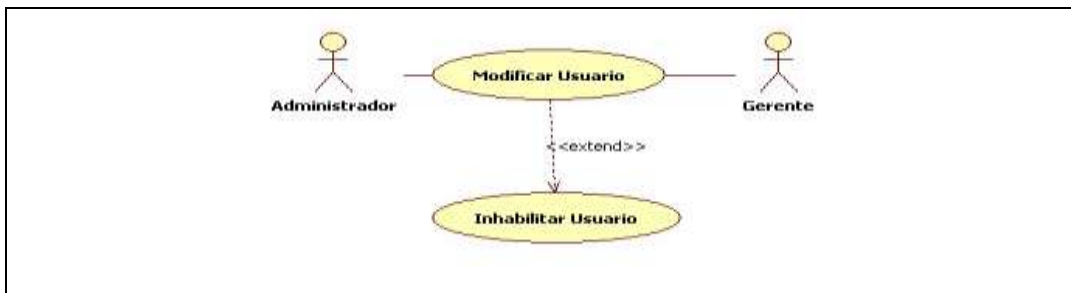 Modificar Usuario
Administrador
Gerente
<<extend>>
Inhabilitar Usuario